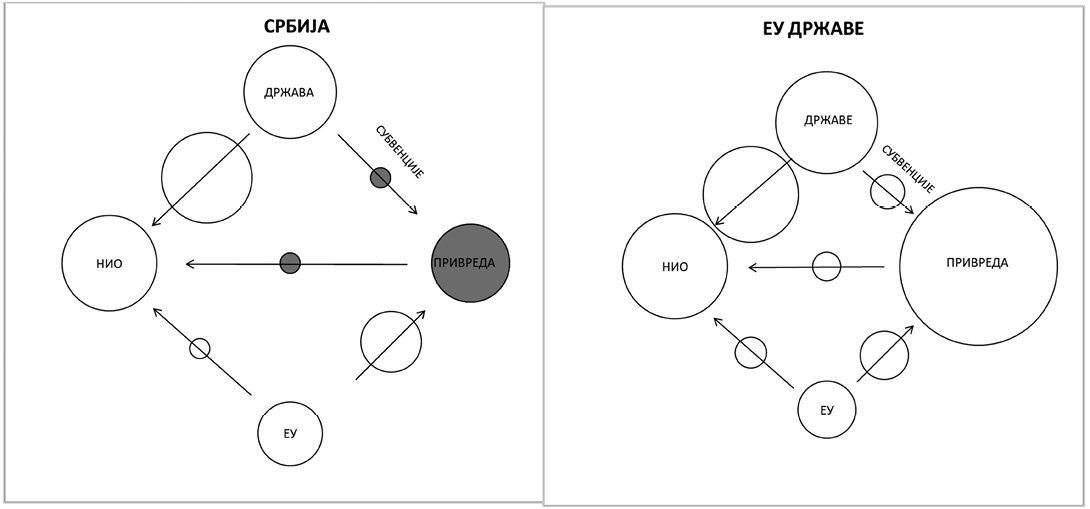 СРБИЈА
ДРЖАВА
СУБВЕНЦИЈЕ
НИО
ПРИВРЕДА
ЕУ
ЕУ ДРЖАВЕ
ДРЖАВЕ
СУБВЕНЦИЈЕ
НИО
ПРИВРЕДА
ЕУ